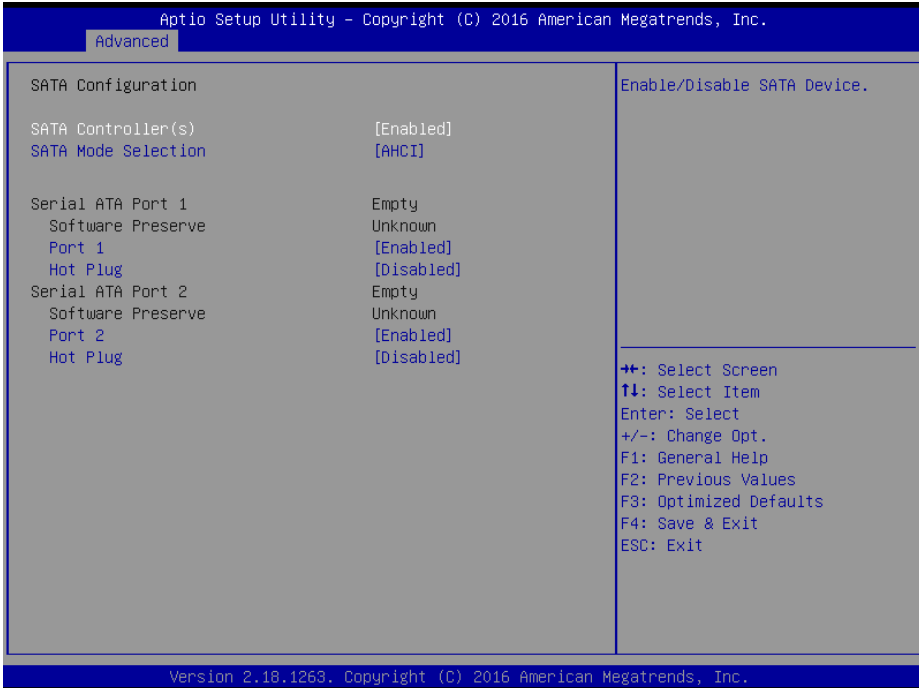 Aptio Setup Utility – Copyright (C) 2016 American Megatrends, Inc.
Advanced
SATA Configuration
SATA Controller(s) [Enabled]
SATA Mode Selection [AHCI]
Serial ATA Port 1 Empty
Software Preserve Unknown
Port 1 [Enabled]
Hot Plug [Disabled]
Serial ATA Port 2 Empty
Software Preserve Unknown
Port 2 [Enabled]
Hot Plug [Disabled]
Enable/Disable SATA Device.
→←: Select Screen
↑↓: Select Item
Enter: Select
+/-: Change Opt.
F1: General Help
F2: Previous Values
F3: Optimized Defaults
F4: Save & Exit
ESC: Exit
Version 2.18.1263. Copyright (C) 2016 American Megatrends, Inc.